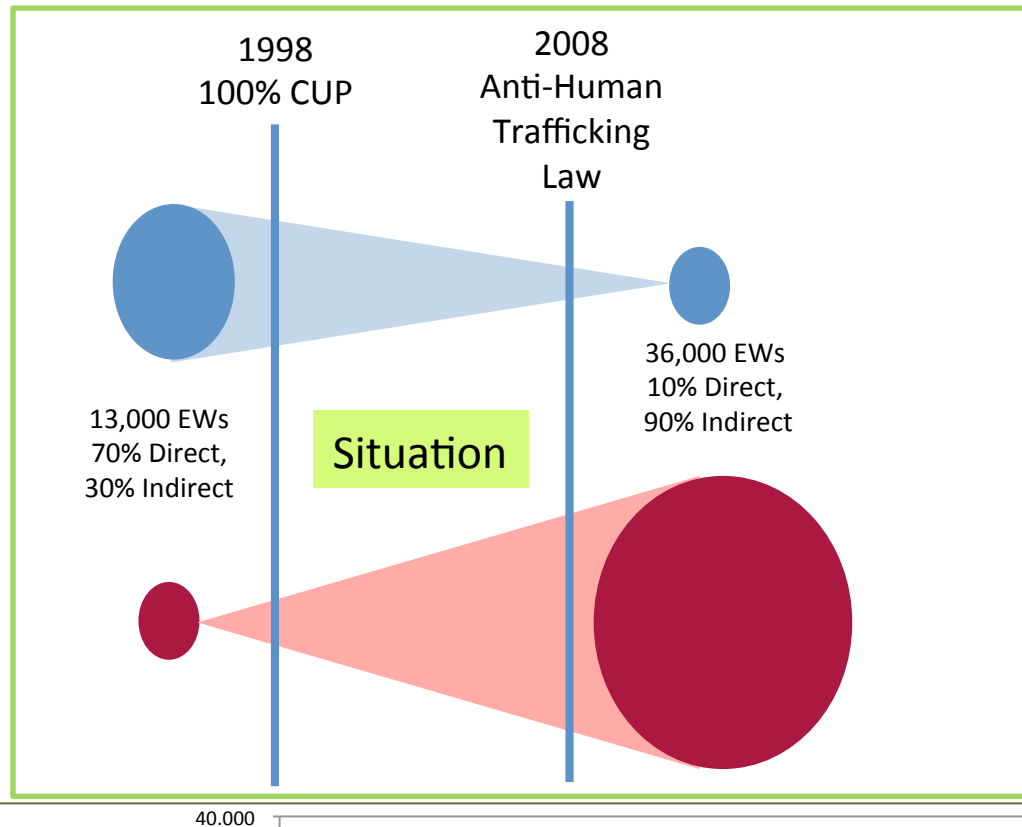 1998
100% CUP
2008
Anti-Human
Trafficking
Law
36,000 EWs
10% Direct,
90% Indirect
13,000 EWs
70% Direct,
30% Indirect
Situation
40.000